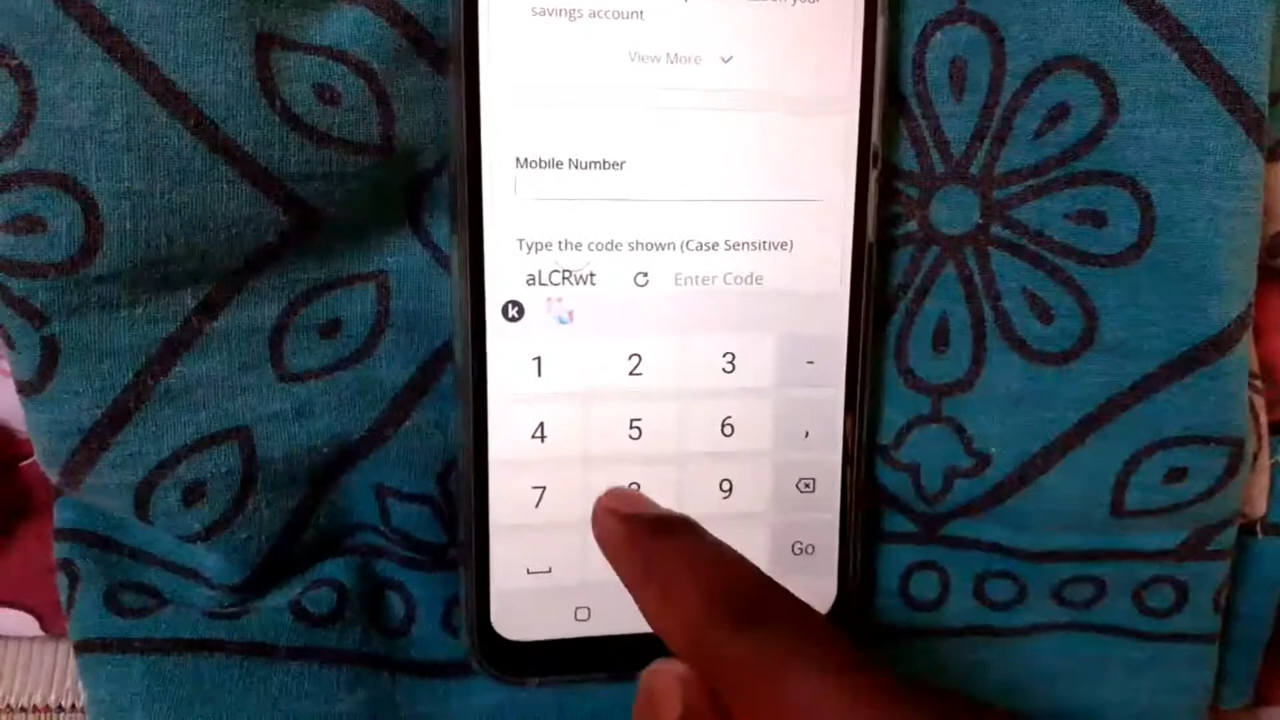 savings account
View More
Mobile Number
Type the code shown (Case Sensitive)
aLCRwt Enter Code
k
1 2 3 -
4 5 6 ,
7 8 9
Go